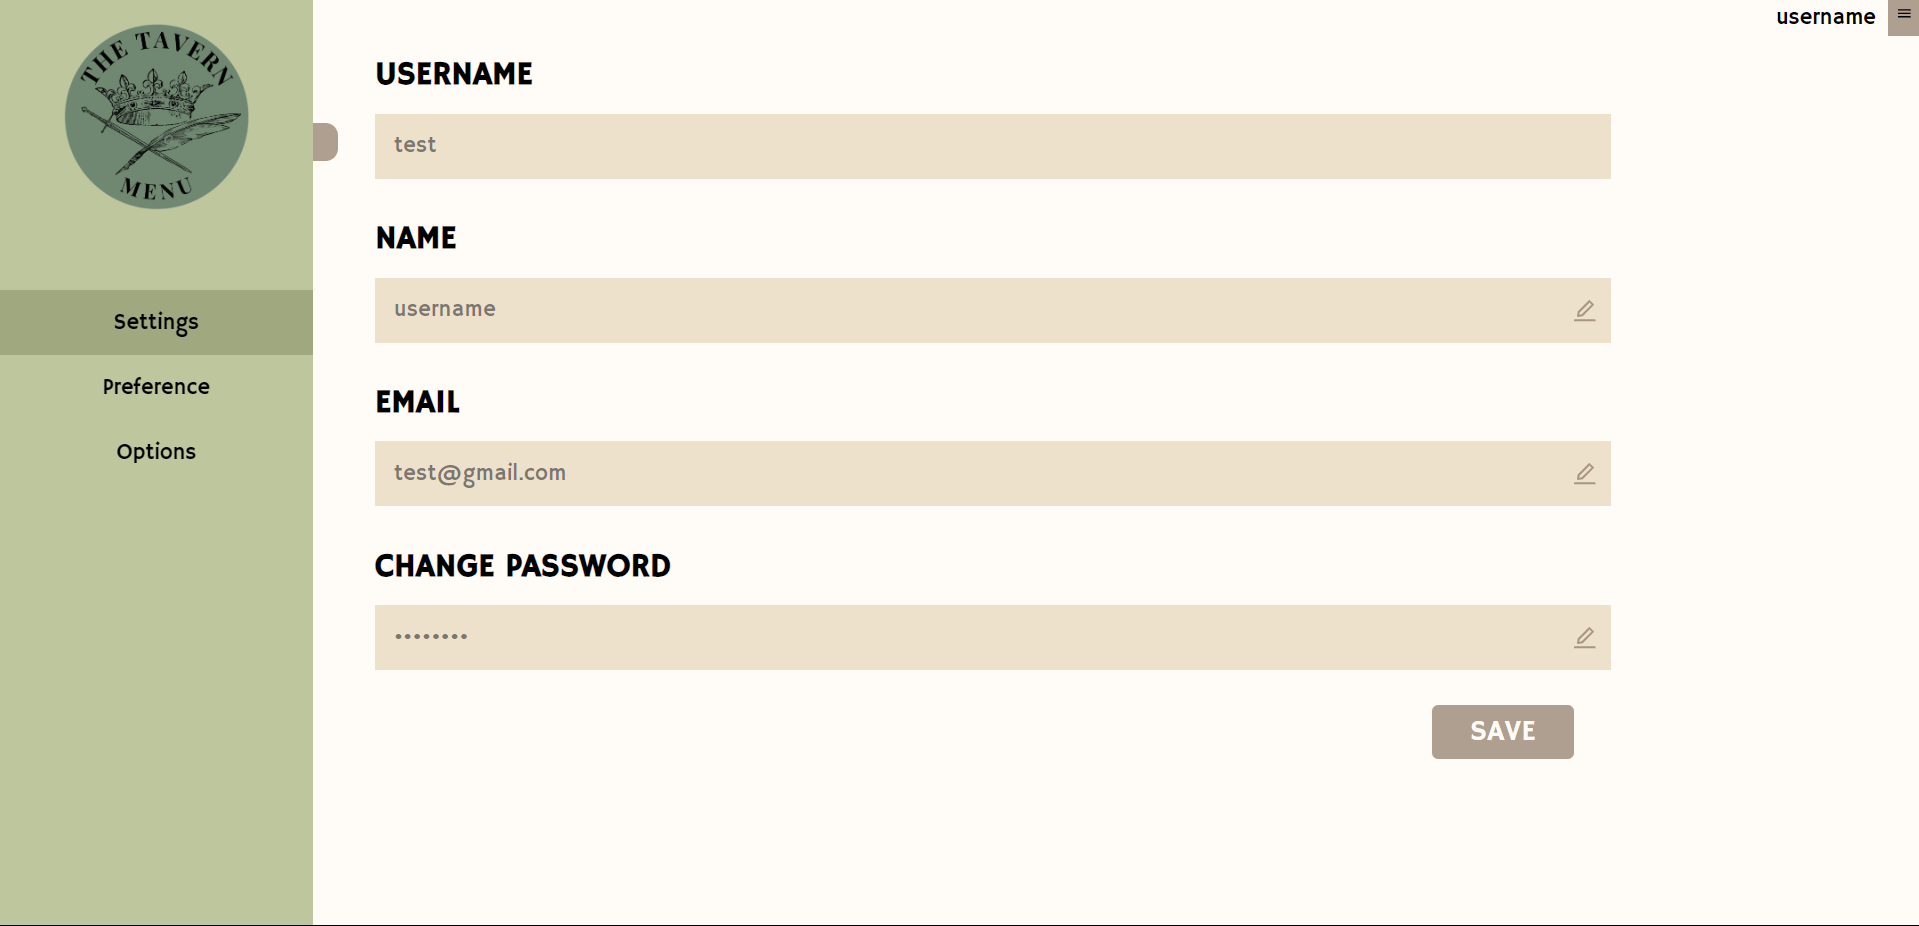 THE TAVERN
MENU
Settings
Preference
Options
username
USERNAME
test
NAME
username
EMAIL
test@gmail.com
CHANGE PASSWORD
••••••••
SAVE